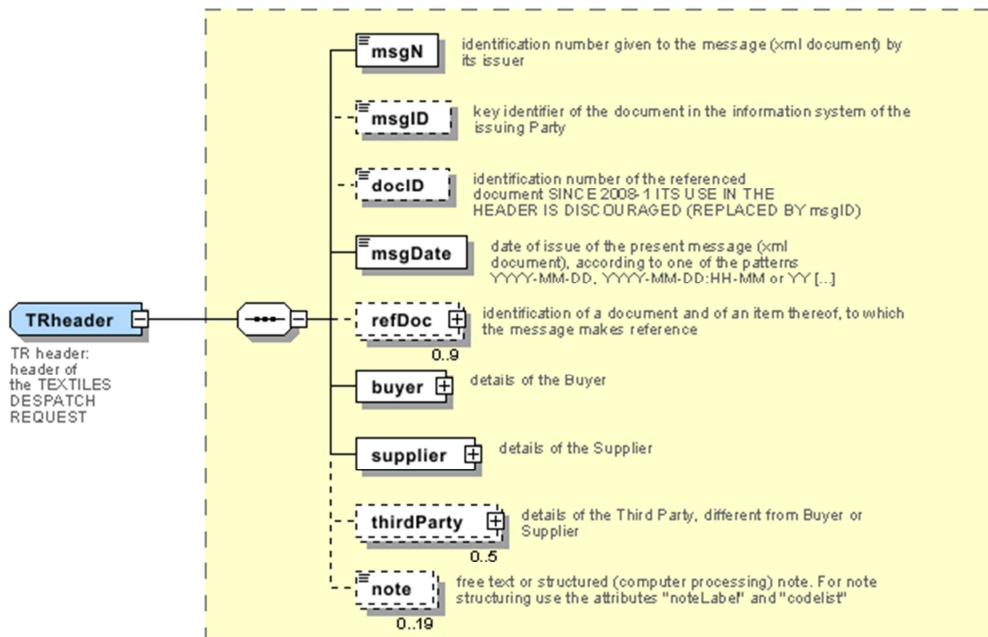 msgN
identification number given to the message (xml document) by
its issuer
msgID
key identifier of the document in the information system of the
issuing Party
docID
identification number of the referenced
document SINCE 2008-1 ITS USE IN THE
HEADER IS DISCOURAGED (REPLACED BY msgID)
msgDate
date of issue of the present message (xml
document), according to one of the patterns
YYYY-MM-DD, YYYY-MM-DD:HH-MM or YY [...]
TRheader
TR header:
header of
the TEXTILES
DESPATCH
REQUEST
refDoc
0..9
identification of a document and of an item thereof, to which
the message makes reference
buyer
details of the Buyer
supplier
details of the Supplier
thirdParty
0..5
details of the Third Party, different from Buyer or
Supplier
note
0..19
free text or structured (computer processing) note. For note
structuring use the attributes "noteLabel" and "codelist"